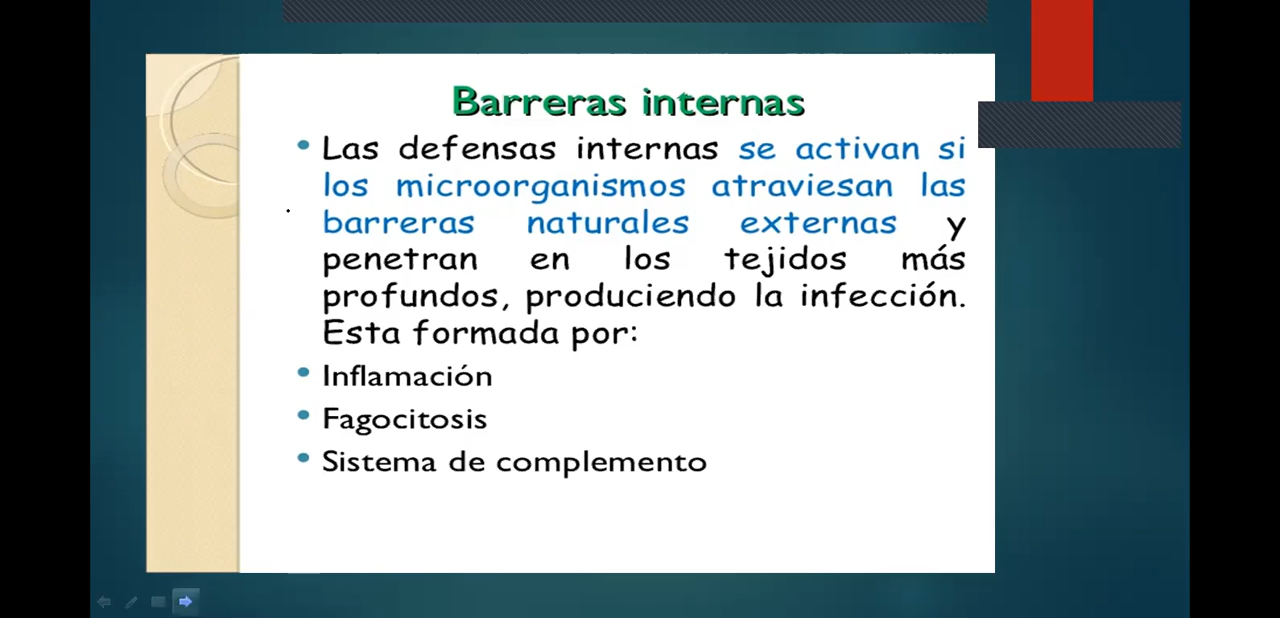 Barreras internas
Las defensas internas se activan si
los microorganismos atraviesan las
barreras naturales externas y
penetran en los tejidos más
profundos, produciendo la infección.
Esta formada por:
Inflamación
Fagocitosis
Sistema de complemento